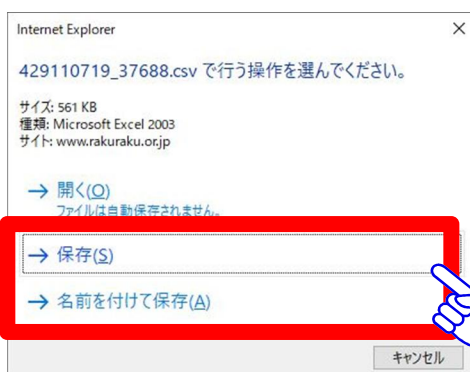 Internet Explorer
429110719_37688.csv で行う操作を選んでください。
サイズ: 561 KB
種類: Microsoft Excel 2003
サイト: www.rakuraku.or.jp
→ 開く(O)
ファイルは自動保存されません。
→ 保存(S)
→ 名前を付けて保存(A)
キャンセル